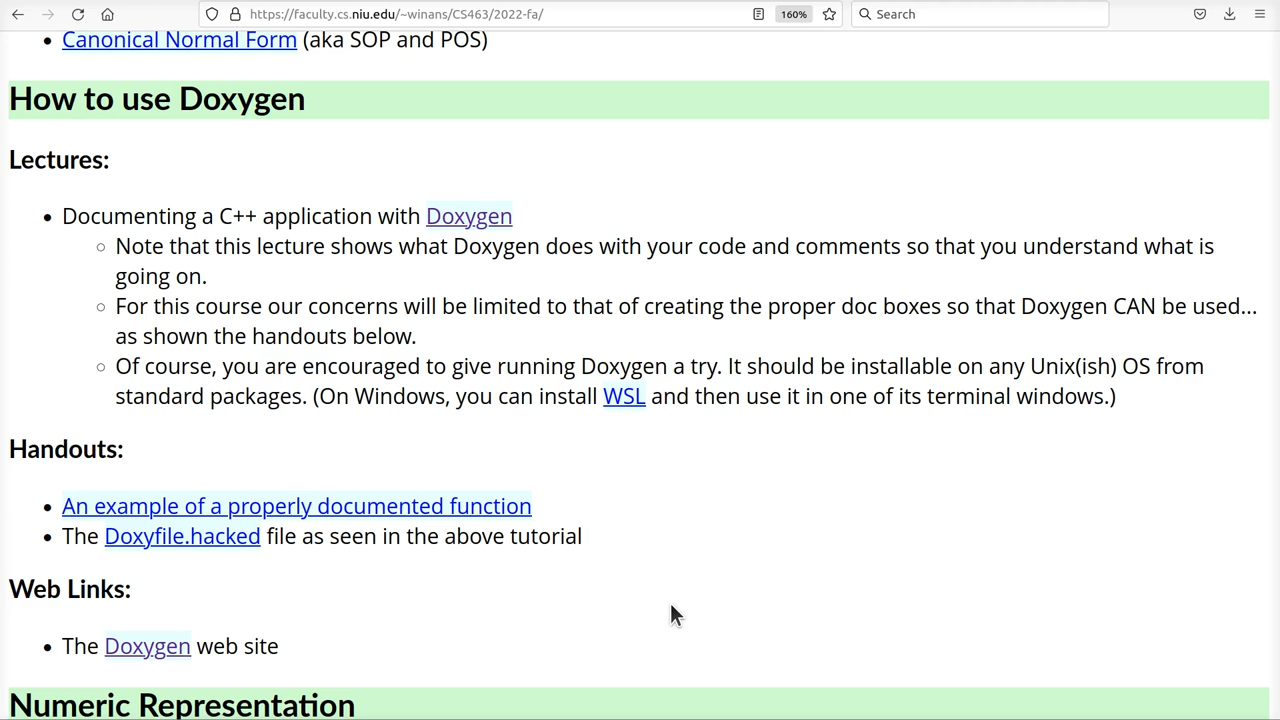 https://faculty.cs.niu.edu/~winans/CS463/2022-fa/
160%
Search
Canonical Normal Form (aka SOP and POS)
How to use Doxygen
Lectures:
Documenting a C++ application with Doxygen
Note that this lecture shows what Doxygen does with your code and comments so that you understand what is
going on.
For this course our concerns will be limited to that of creating the proper doc boxes so that Doxygen CAN be used...
as shown the handouts below.
Of course, you are encouraged to give running Doxygen a try. It should be installable on any Unix(ish) OS from
standard packages. (On Windows, you can install WSL and then use it in one of its terminal windows.)
Handouts:
An example of a properly documented function
The Doxyfile.hacked file as seen in the above tutorial
Web Links:
The Doxygen web site
Numeric Representation